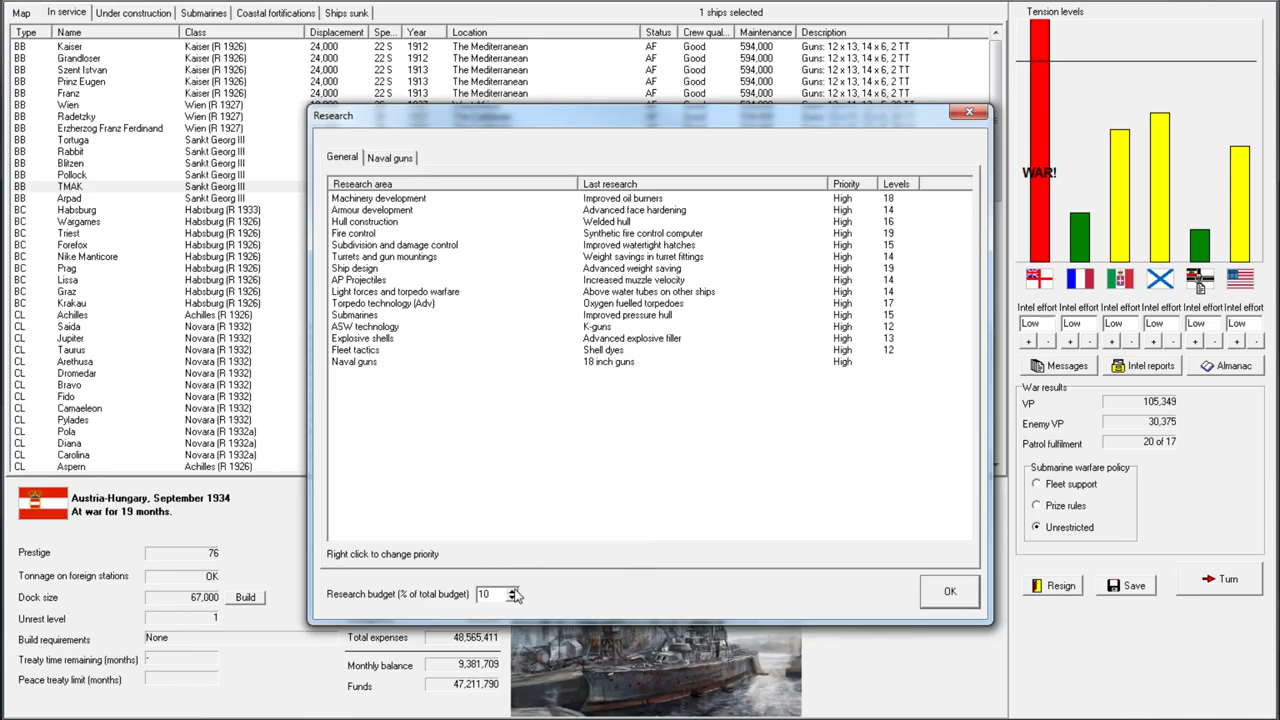 Map In service Under construction Submarines Coastal fortifications Ships sunk 1 ships selected
Type Name Class Displacement Spe... Year Location Status Crew qual... Maintenance Description
BB Kaiser Kaiser (R 1926) 24,000 22 S 1912 The Mediterranean AF Good 594,000 Guns: 12 x 13, 14 x 6, 2 TT
BB Grandloser Kaiser (R 1926) 24,000 22 S 1912 The Mediterranean AF Good 594,000 Guns: 12 x 13, 14 x 6, 2 TT
BB Szent Istvan Kaiser (R 1926) 24,000 22 S 1913 The Mediterranean AF Good 594,000 Guns: 12 x 13, 14 x 6, 2 TT
BB Prinz Eugen Kaiser (R 1926) 24,000 22 S 1913 The Mediterranean AF Good 594,000 Guns: 12 x 13, 14 x 6, 2 TT
BB Franz Kaiser (R 1926) 24,000 22 S 1913 The Mediterranean AF Good 594,000 Guns: 12 x 13, 14 x 6, 2 TT
BB Wien Wien (R 1927)
BB Radetzky Wien (R 1927)
BB Erzherzog Franz Ferdinand Wien (R 1927)
BB Tortuga Sankt Georg III
BB Rabbit Sankt Georg III
BB Blitzen Sankt Georg III
BB Pollock Sankt Georg III
BB TMAK Sankt Georg III
BB Arpad Sankt Georg III
BC Habsburg Habsburg (R 1933)
BC Wargames Habsburg (R 1926)
BC Triest Habsburg (R 1926)
BC Forefox Habsburg (R 1926)
BC Nike Manticore Habsburg (R 1926)
BC Prag Habsburg (R 1926)
BC Lissa Habsburg (R 1926)
BC Graz Habsburg (R 1926)
BC Krakau Habsburg (R 1926)
CL Achilles Achilles (R 1926)
CL Saida Novara (R 1932)
CL Jupiter Novara (R 1932)
CL Taurus Novara (R 1932)
CL Arethusa Novara (R 1932)
CL Dromedar Novara (R 1932)
CL Bravo Novara (R 1932)
CL Fido Novara (R 1932)
CL Camaeleon Novara (R 1932)
CL Pylades Novara (R 1932)
CL Pola Novara (R 1932a)
CL Diana Novara (R 1932a)
CL Carolina Novara (R 1932a)
CL Aspern Achilles (R 1926)
Research
General Naval guns
Research area Last research Priority Levels
Machinery development Improved oil burners High 18
Armour development Advanced face hardening High 14
Hull construction Welded hull High 16
Fire control Synthetic fire control computer High 19
Subdivision and damage control Improved watertight hatches High 15
Turrets and gun mountings Weight savings in turret fittings High 14
Ship design Advanced weight saving High 19
AP Projectiles Increased muzzle velocity High 14
Light forces and torpedo warfare Above water tubes on other ships High 14
Torpedo technology (Adv) Oxygen fuelled torpedoes High 17
Submarines Improved pressure hull High 15
ASW technology K-guns High 12
Explosive shells Advanced explosive filler High 13
Fleet tactics Shell dyes High 12
Naval guns 18 inch guns High
Right click to change priority
Research budget (% of total budget) 10
OK
Tension levels
WAR!
Intel effort Intel effort Intel effort Intel effort Intel effort Intel effort
Low Low Low Low Low Low
+ - + - + - + - + - + -
Messages Intel reports Almanac
War results
VP 105,349
Enemy VP 30,375
Patrol fulfilment 20 of 17
Submarine warfare policy
Fleet support
Prize rules
Unrestricted
Resign Save Turn
Austria-Hungary, September 1934
At war for 19 months.
Prestige 76
Tonnage on foreign stations OK
Dock size 67,000 Build
Unrest level 1
Build requirements None
Treaty time remaining (months) -
Peace treaty limit (months)
Total expenses 48,565,411
Monthly balance 9,381,709
Funds 47,211,790